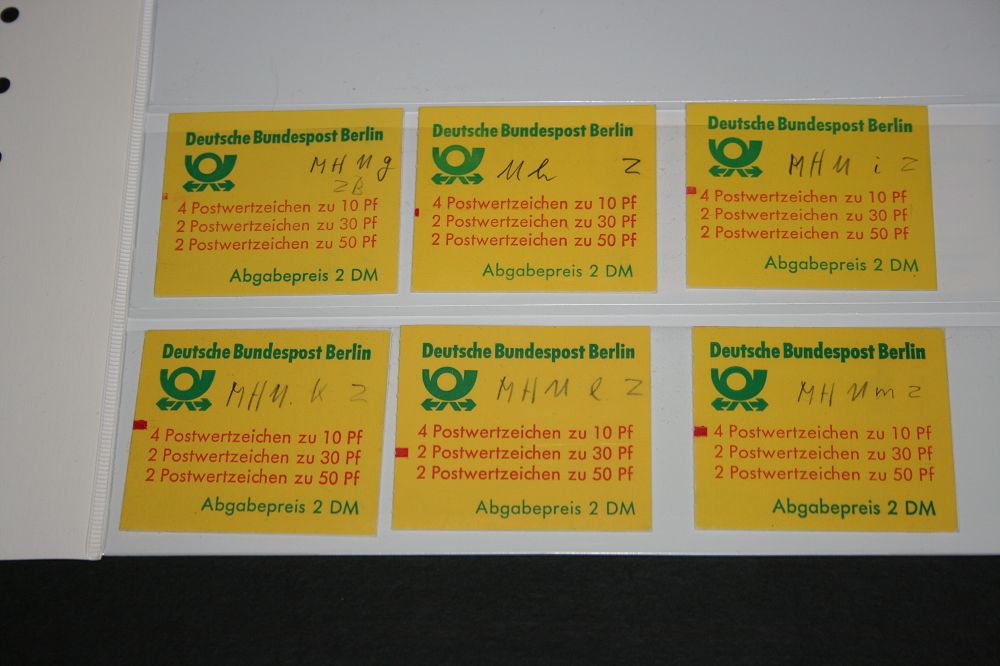 Deutsche Bundespost Berlin
MH 11 g
ZB
4 Postwertzeichen zu 10 Pf
2 Postwertzeichen zu 30 Pf
2 Postwertzeichen zu 50 Pf
Abgabepreis 2 DM
Deutsche Bundespost Berlin
11 h Z
4 Postwertzeichen zu 10 Pf
2 Postwertzeichen zu 30 Pf
2 Postwertzeichen zu 50 Pf
Abgabepreis 2 DM
Deutsche Bundespost Berlin
MH 11 i Z
4 Postwertzeichen zu 10 Pf
2 Postwertzeichen zu 30 Pf
2 Postwertzeichen zu 50 Pf
Abgabepreis 2 DM
Deutsche Bundespost Berlin
MH 11. k Z
4 Postwertzeichen zu 10 Pf
2 Postwertzeichen zu 30 Pf
2 Postwertzeichen zu 50 Pf
Abgabepreis 2 DM
Deutsche Bundespost Berlin
MH 11 l Z
4 Postwertzeichen zu 10 Pf
2 Postwertzeichen zu 30 Pf
2 Postwertzeichen zu 50 Pf
Abgabepreis 2 DM
Deutsche Bundespost Berlin
MH 11 m Z
4 Postwertzeichen zu 10 Pf
2 Postwertzeichen zu 30 Pf
2 Postwertzeichen zu 50 Pf
Abgabepreis 2 DM